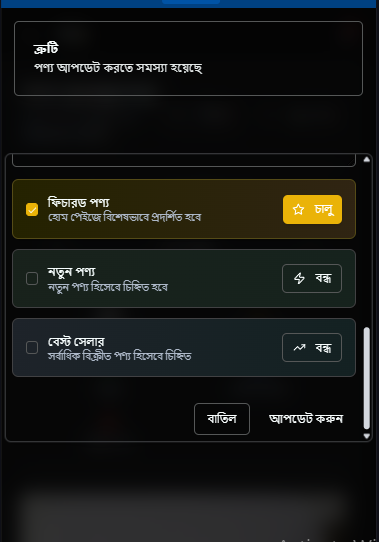 ত্রুটি
পণ্য আপডেট করতে সমস্যা হয়েছে
ফিচারড পণ্য
হোম পেইজে বিশেষভাবে প্রদর্শিত হবে
চালু
নতুন পণ্য
নতুন পণ্য হিসেবে চিহ্নিত হবে
বন্ধ
বেস্ট সেলার
সর্বাধিক বিক্রীত পণ্য হিসেবে চিহ্নিত
বন্ধ
বাতিল
আপডেট করুন